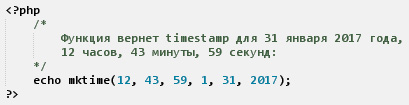 <?php
/*
Функция вернет timestamp для 31 января 2017 года,
12 часов, 43 минуты, 59 секунд:
*/
echo mktime(12, 43, 59, 1, 31, 2017);
?>